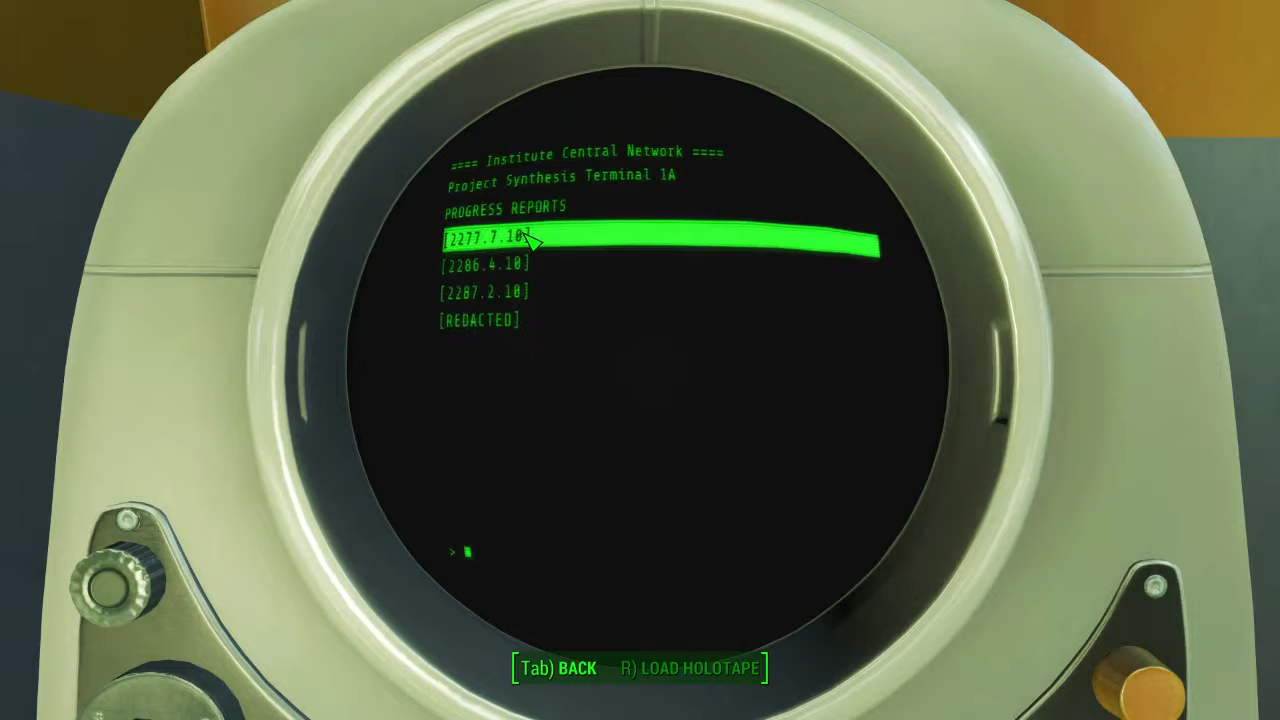 ==== Institute Central Network ====
Project Synthesis Terminal 1A
PROGRESS REPORTS
[2277.7.10]
[2286.4.10]
[2287.2.10]
[REDACTED]
>
Tab) BACK R) LOAD HOLOTAPE